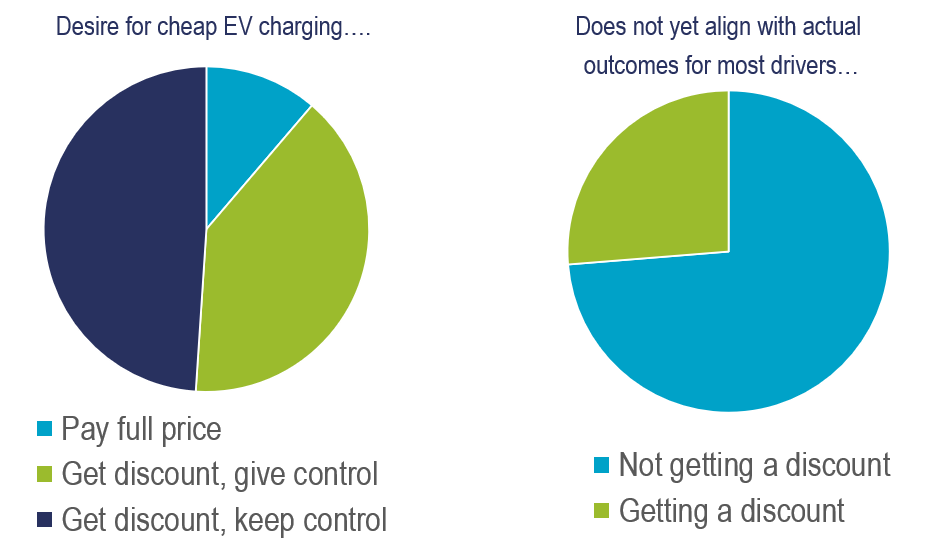 Desire for cheap EV charging….
Pay full price
Get discount, give control
Get discount, keep control
Does not yet align with actual
outcomes for most drivers…
Not getting a discount
Getting a discount